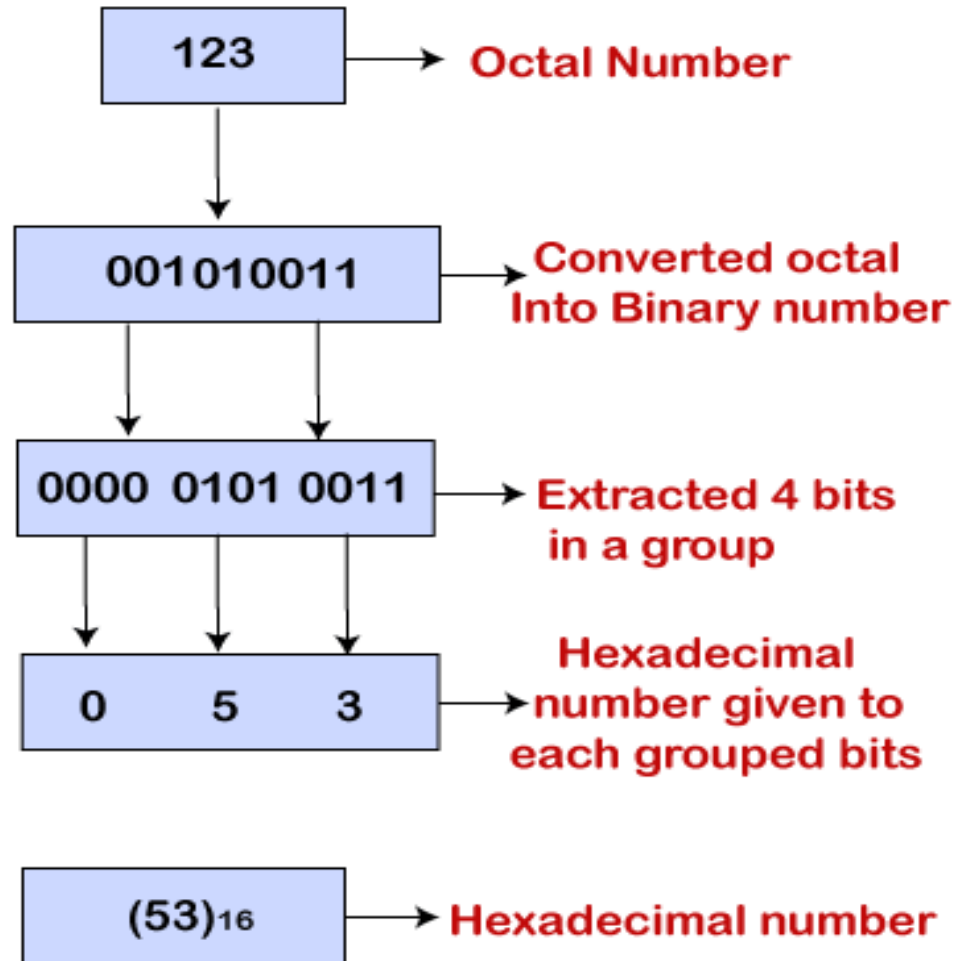 123
Octal Number
001010011
Converted octal
Into Binary number
0000 0101 0011
Extracted 4 bits
in a group
0 5 3
Hexadecimal
number given to
each grouped bits
(53)16
Hexadecimal number